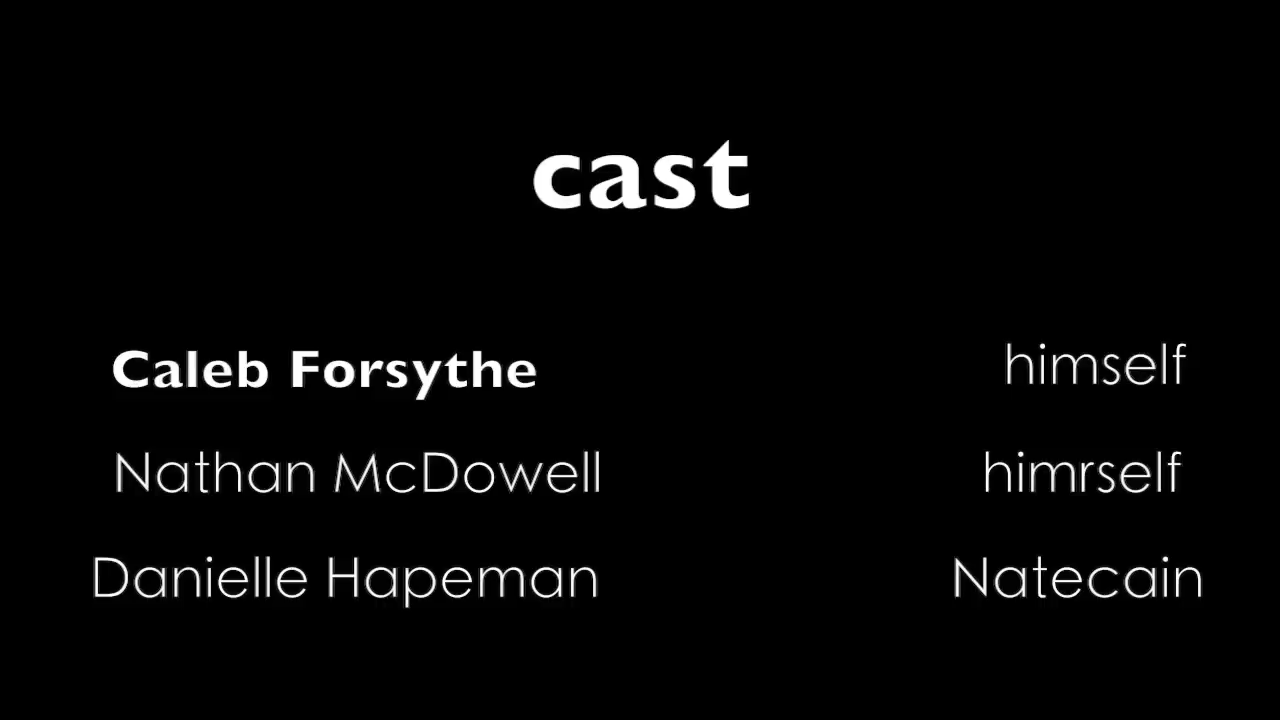 cast
Caleb Forsythe himself
Nathan McDowell himrself
Danielle Hapeman Natecain